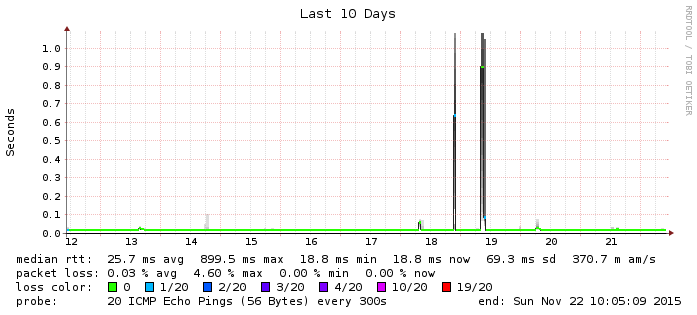 Last 10 Days
RRDTOOL / TOBI OETIKER
Seconds
1.0
0.9
0.8
0.7
0.6
0.5
0.4
0.3
0.2
0.1
0.0
12 13 14 15 16 17 18 19 20 21
median rtt: 25.7 ms avg 899.5 ms max 18.8 ms min 18.8 ms now 69.3 ms sd 370.7 m am/s
packet loss: 0.03 % avg 4.60 % max 0.00 % min 0.00 % now
loss color: 0 1/20 2/20 3/20 4/20 10/20 19/20
probe: 20 ICMP Echo Pings (56 Bytes) every 300s end: Sun Nov 22 10:05:09 2015